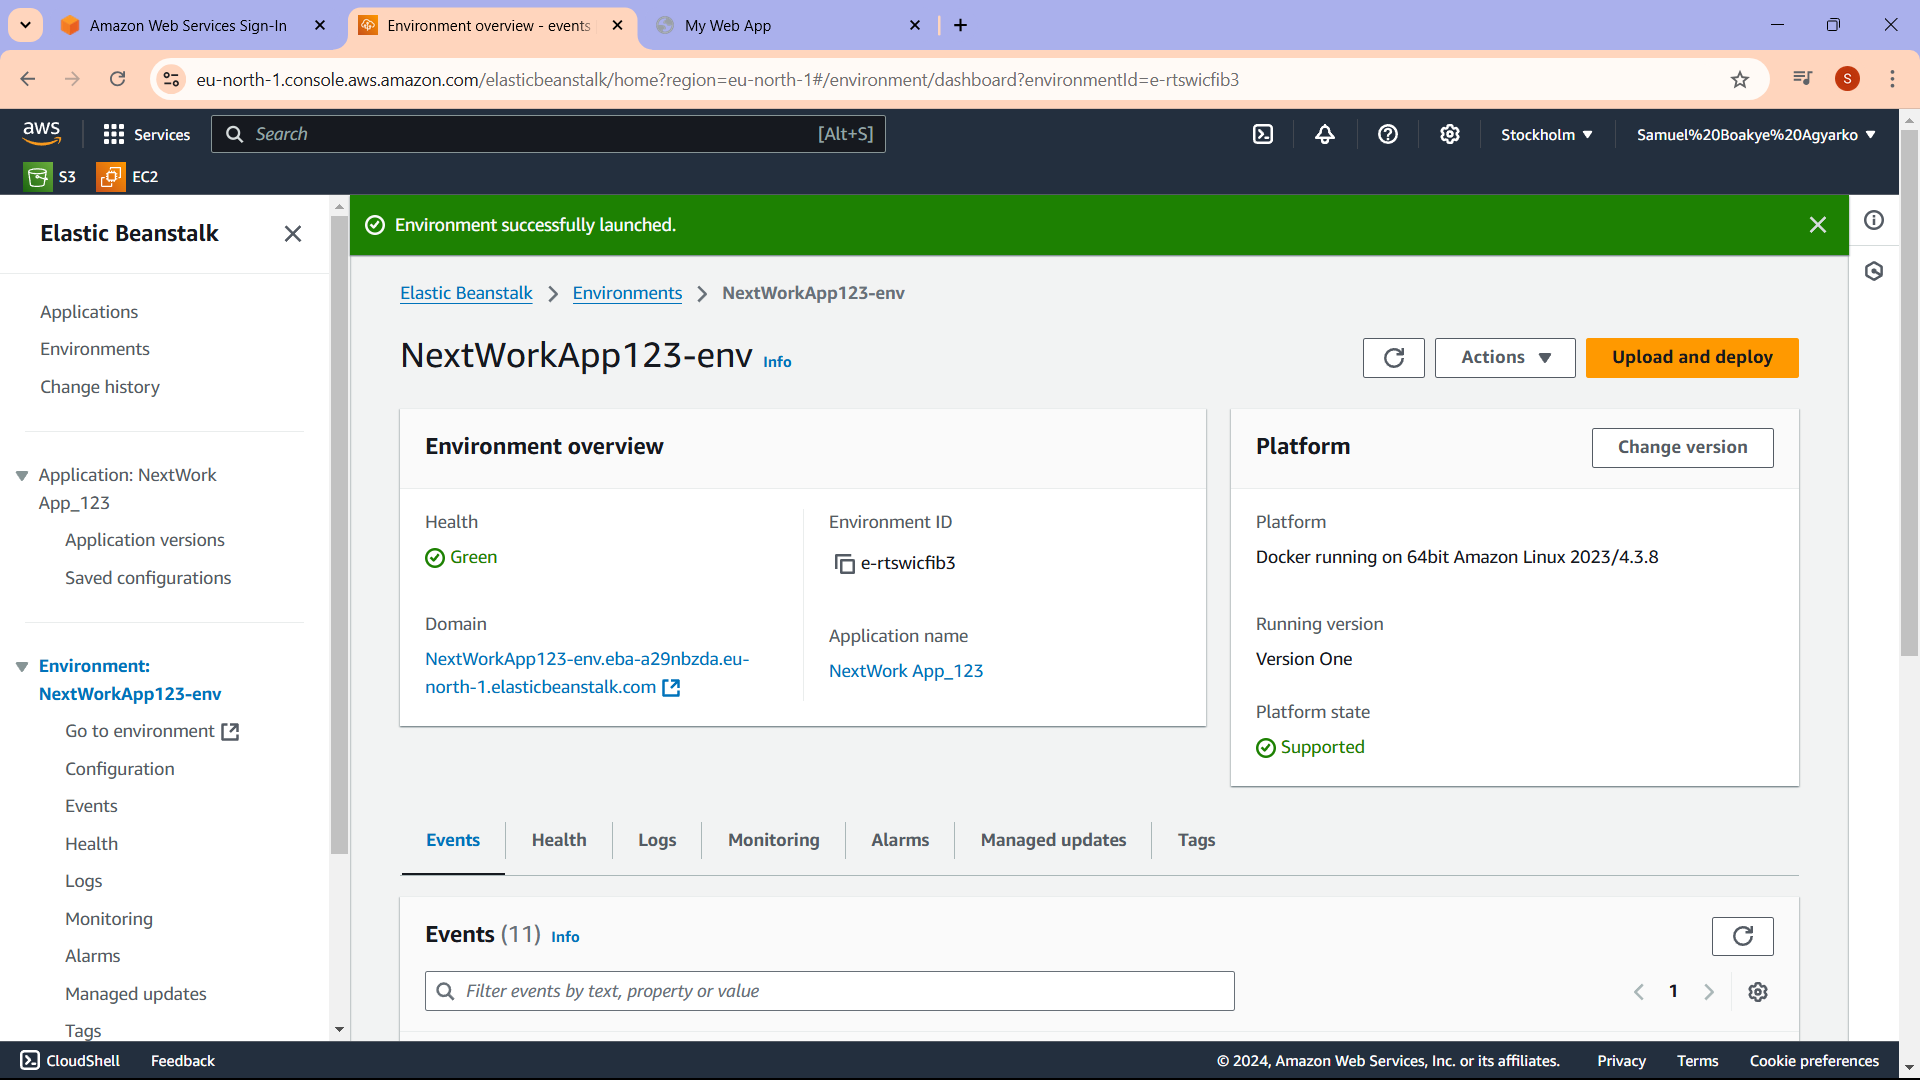 Amazon Web Services Sign-In
Environment overview - events
My Web App
eu-north-1.console.aws.amazon.com/elasticbeanstalk/home?region=eu-north-1#/environment/dashboard?environmentId=e-rtswicfib3
S
aws
Services
Search
[Alt+S]
Stockholm
Samuel%20Boakye%20Agyarko
S3
EC2
Elastic Beanstalk
Applications
Environments
Change history
Application: NextWork
App_123
Application versions
Saved configurations
Environment:
NextWorkApp123-env
Go to environment
Configuration
Events
Health
Logs
Monitoring
Alarms
Managed updates
Tags
Environment successfully launched.
Elastic Beanstalk
Environments
NextWorkApp123-env
NextWorkApp123-env Info
Actions
Upload and deploy
Environment overview
Health
Green
Domain
NextWorkApp123-env.eba-a29nbzda.eu-
north-1.elasticbeanstalk.com
Environment ID
e-rtswicfib3
Application name
NextWork App_123
Platform
Change version
Platform
Docker running on 64bit Amazon Linux 2023/4.3.8
Running version
Version One
Platform state
Supported
Events
Health
Logs
Monitoring
Alarms
Managed updates
Tags
Events (11) Info
Filter events by text, property or value
1
CloudShell
Feedback
© 2024, Amazon Web Services, Inc. or its affiliates.
Privacy
Terms
Cookie preferences